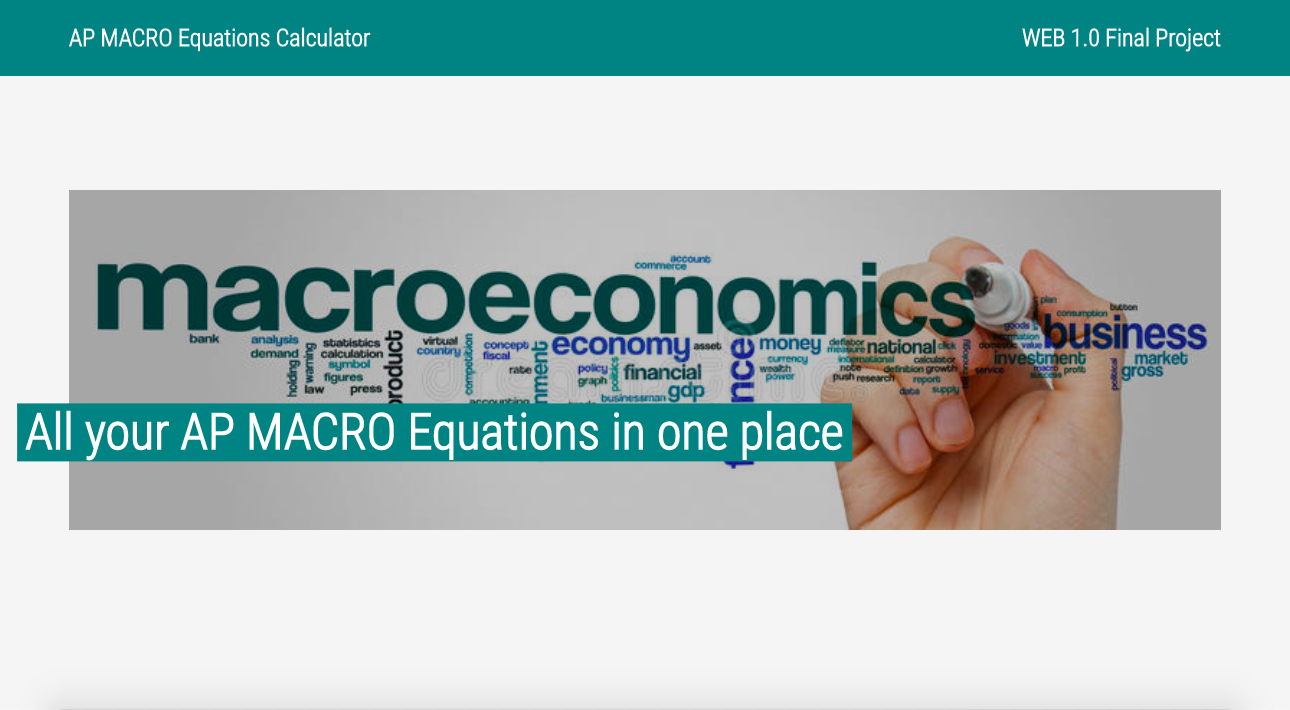 AP MACRO Equations Calculator
WEB 1.0 Final Project
account
commerce
macroeconomics
plan
button
consumption
goods
business
bank
analysis
demand
holding
warning
law
statistics
calculation
symbol
figures
press
virtual
country
competition
concept
fiscal
rate
economy
asset
policy
graph
politics
financial
businessman
gdp
money
currency
wealth
power
deflator
measure
national
click
international
calculator
note
definition
growth
push
research
report
data
supply
technology
information
domestic
value
investment
service
macro
profit
success
political
market
gross
All your AP MACRO Equations in one place